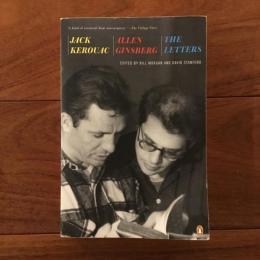 JACK
KEROUAC
ALLEN
GINSBERG
THE
LETTERS
EDITED BY BILL MORGAN AND DAVID STANFORD